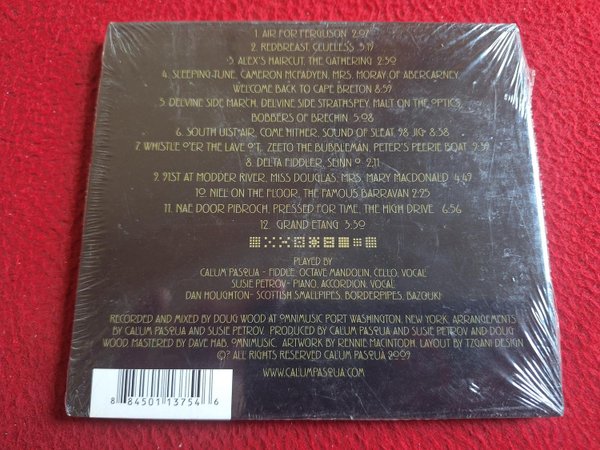 1. AIR FOR FERGUSON 2:07
2. REDBREAST, CLUELESS 3:19
3. ALEX'S HAIRCUT, THE GATHERING 2:30
4. SLEEPING TUNE, CAMERON MCFADYEN, MRS. MORAY OF ABERCARNEY,
WELCOME BACK TO CAPE BRETON 8:59
5. DELVINE SIDE MARCH, DELVINE SIDE STRATHSPEY, MALT ON THE OPTICS,
BOBBERS OF BRECHIN 5:08
6. SOUTH UIST AIR, COME HITHER, SOUND OF SLEAT, 98 JIG 8:58
7. WHISTLE O'ER THE LAVE O'T, ZEETO THE BUBBLEMAN, PETER'S PEERIE BOAT
8. DELTA FIDDLER, SEINN O 2:11
9. 91ST AT MODDER RIVER, MISS DOUGLAS, MRS. MARY MACDONALD 4:49
10. NIEL ON THE FLOOR, THE FAMOUS BARRAVAN 2:25
11. NAE DOOR PIBROCH, PRESSED FOR TIME, THE HIGH DRIVE 6:56
12. GRAND ETANG 3:30
PLAYED BY
CALUM PASQUA - FIDDLE, OCTAVE MANDOLIN, CELLO, VOCAL
SUSIE PETROV - PIANO, ACCORDION, VOCAL
DAN HOUGHTON - SCOTTISH SMALLPIPES, BORDERPIPES, BAZOUKI
RECORDED AND MIXED BY DOUG WOOD AT OMNIMUSIC PORT WASHINGTON, NEW YORK. ARRANGEMENTS
BY CALUM PASQUA AND SUSIE PETROV. PRODUCED BY CALUM PASQUA AND SUSIE PETROV AND DOUG
WOOD MASTERED BY DAVE HAB, OMNIMUSIC. ARTWORK BY RENNIE MACINTOSH, LAYOUT BY TZGANI DESIGN
©? ALL RIGHTS RESERVED CALUM PASQUA 2009
WWW.CALUMPASQUA.COM
8 84501 13754 6